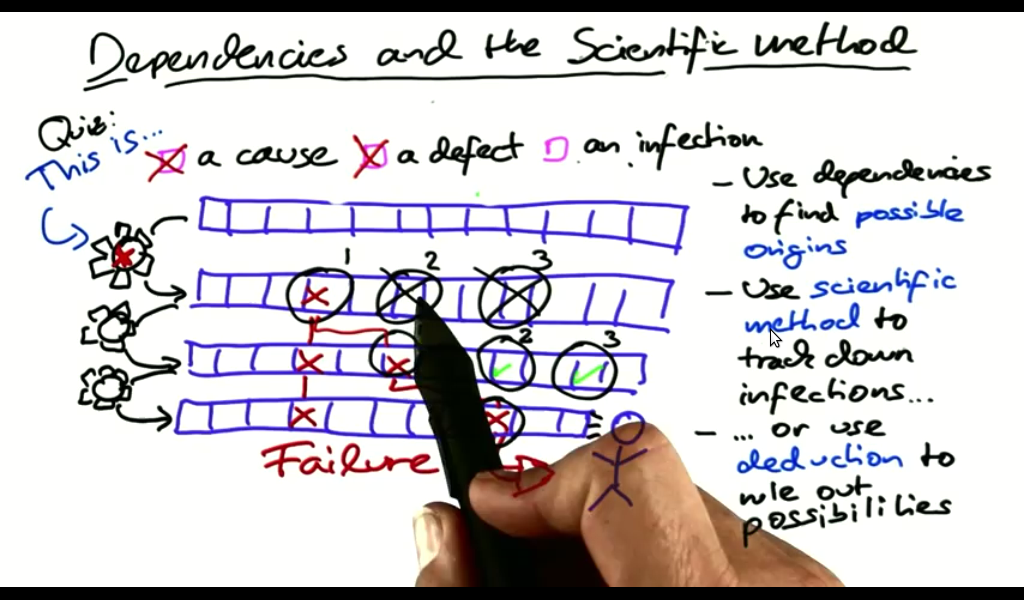 Dependencies and the Scientific method
Quiz:
This is...
a cause a defect an infection
1 2 3
2 3
Failure
- Use dependencies
to find possible
origins
- Use scientific
method to
track down
infections...
- ... or use
deduction to
rule out
possibilities